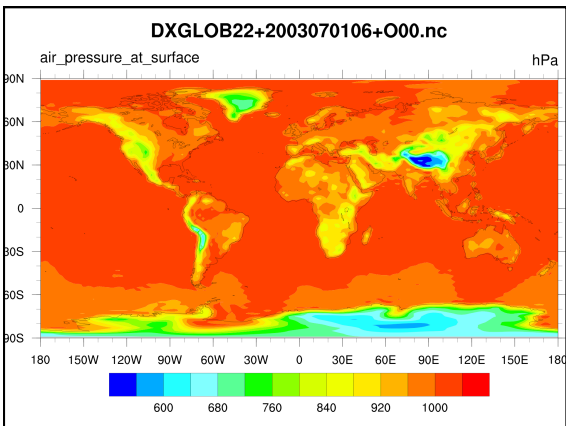 DXGLOB22+2003070106+O00.nc
air_pressure_at_surface hPa
90N
60N
30N
0
30S
60S
90S
180 150W 120W 90W 60W 30W 0 30E 60E 90E 120E 150E 180
600 680 760 840 920 1000